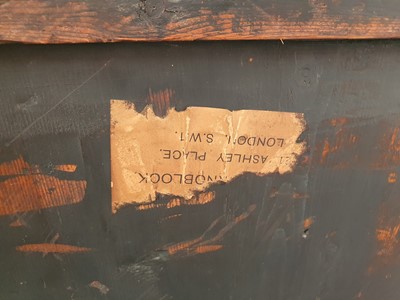 NOBLOCK
ASHLEY PLACE.
LONDON, S.W.1.